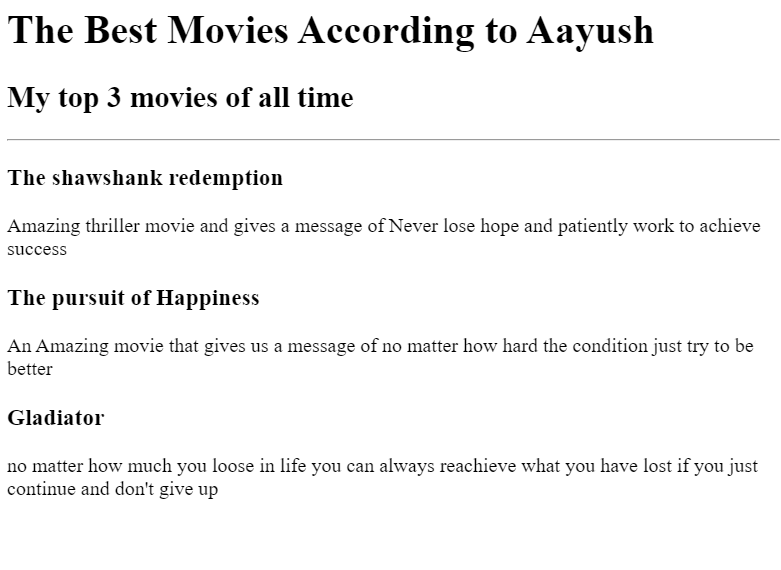 The Best Movies According to Aayush
My top 3 movies of all time
The shawshank redemption
Amazing thriller movie and gives a message of Never lose hope and patiently work to achieve
success
The pursuit of Happiness
An Amazing movie that gives us a message of no matter how hard the condition just try to be
better
Gladiator
no matter how much you loose in life you can always reachieve what you have lost if you just
continue and don't give up